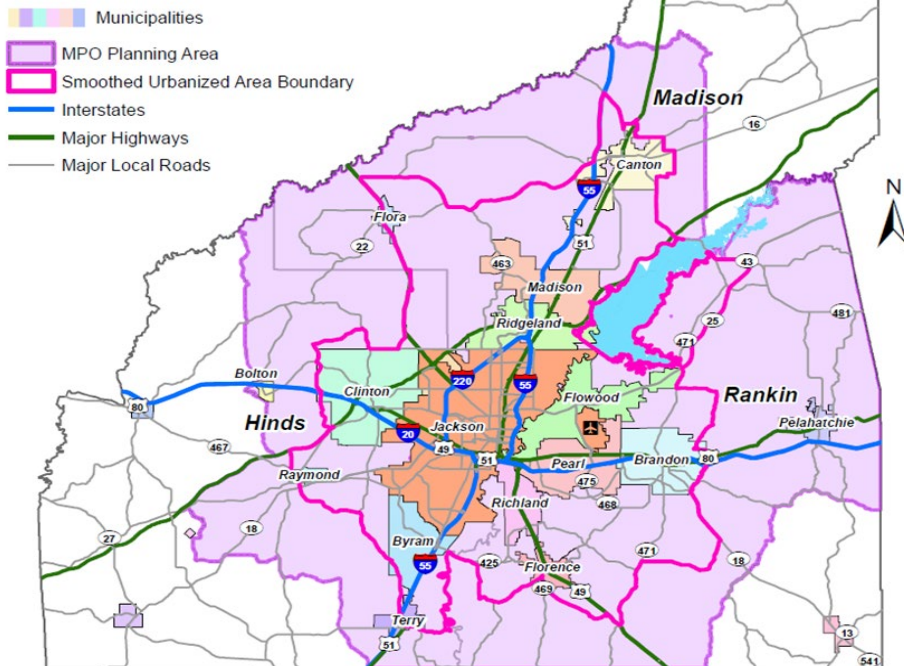 Municipalities
MPO Planning Area
Smoothed Urbanized Area Boundary
Interstates
Major Highways
Major Local Roads
Madison
16
Canton
N
55
Flora
51
22
463
43
Madison
25
481
Ridgeland
471
Bolton
220
55
Clinton
Flowood
Rankin
80
Hinds
Jackson
20
Pelahatchie
49
51
467
Pearl
Brandon
80
Raymond
475
Richland
468
18
27
Byram
471
55
425
18
Florence
469
49
Terry
13
51
541